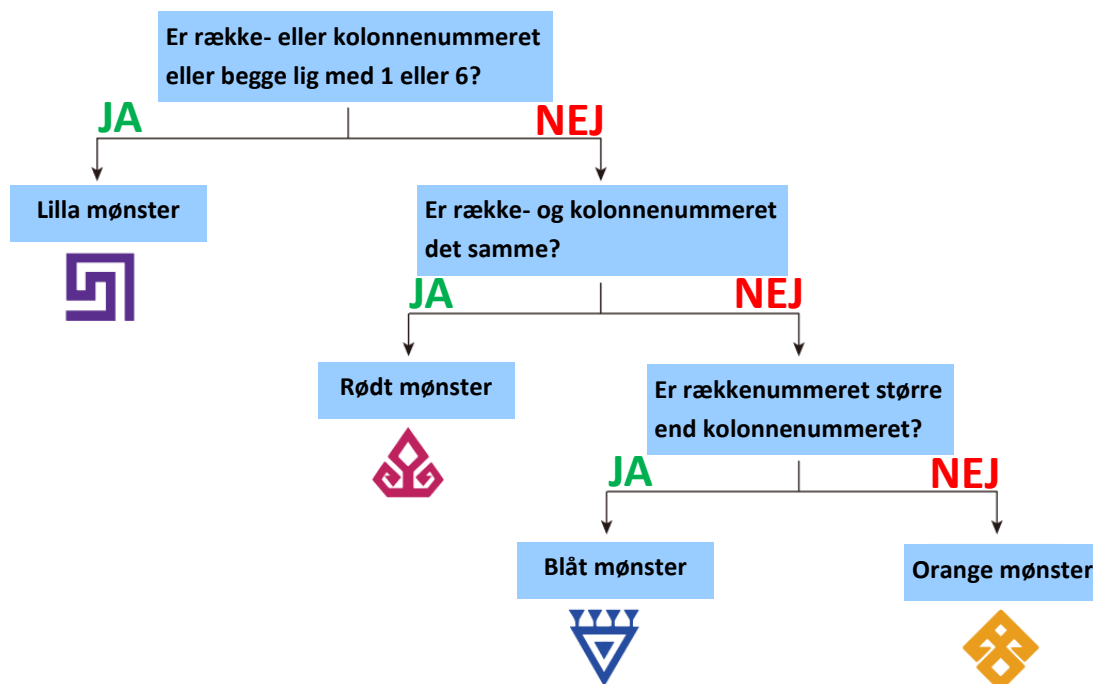 Er række- eller kolonnenummeret
eller begge lig med 1 eller 6?
JA
NEJ
Lilla mønster
Er række- og kolonnenummeret
det samme?
JA
NEJ
Rødt mønster
Er rækkenummeret større
end kolonnenummeret?
JA
NEJ
Blåt mønster
Orange mønster